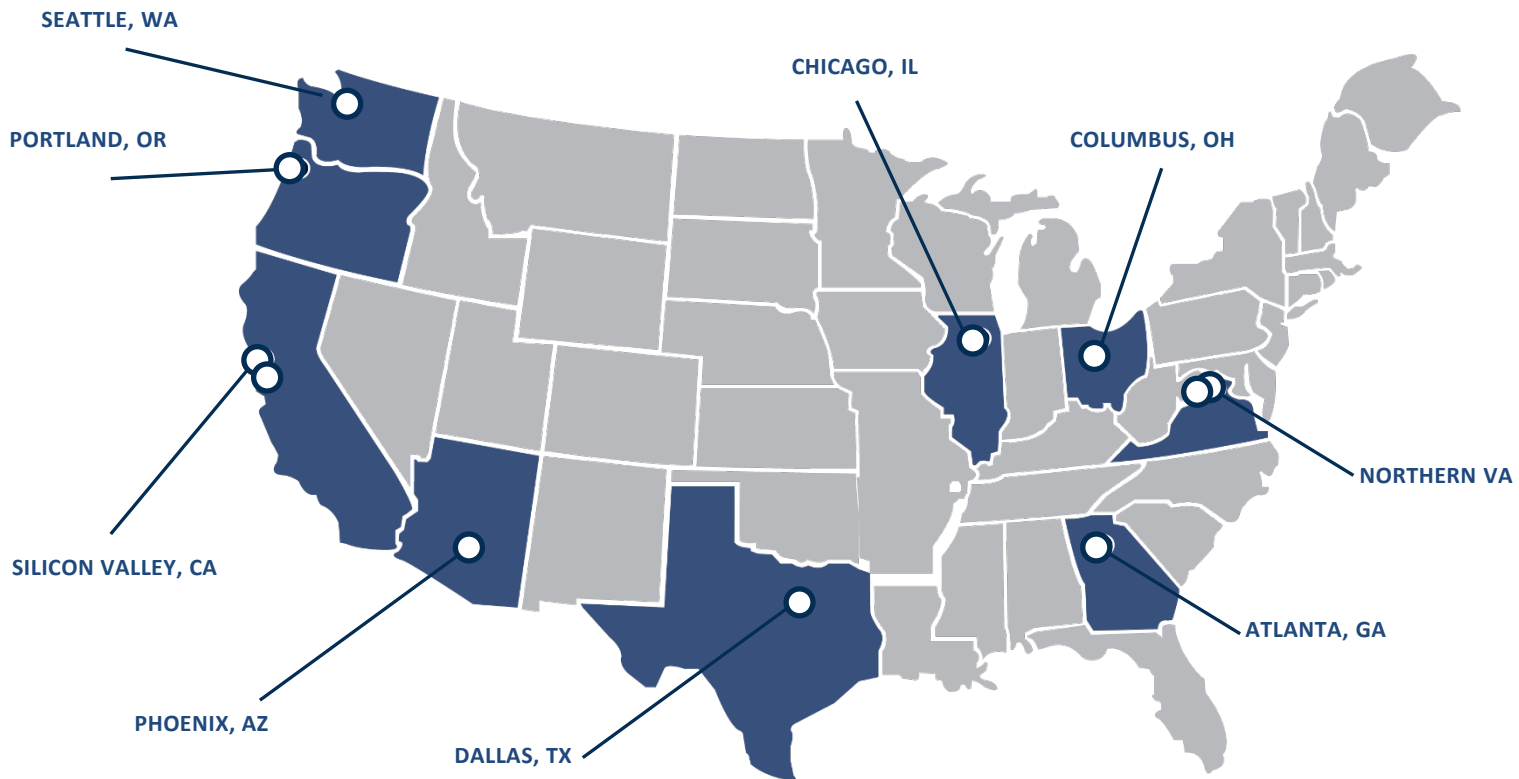 SEATTLE, WA
CHICAGO, IL
PORTLAND, OR
COLUMBUS, OH
NORTHERN VA
SILICON VALLEY, CA
ATLANTA, GA
PHOENIX, AZ
DALLAS, TX